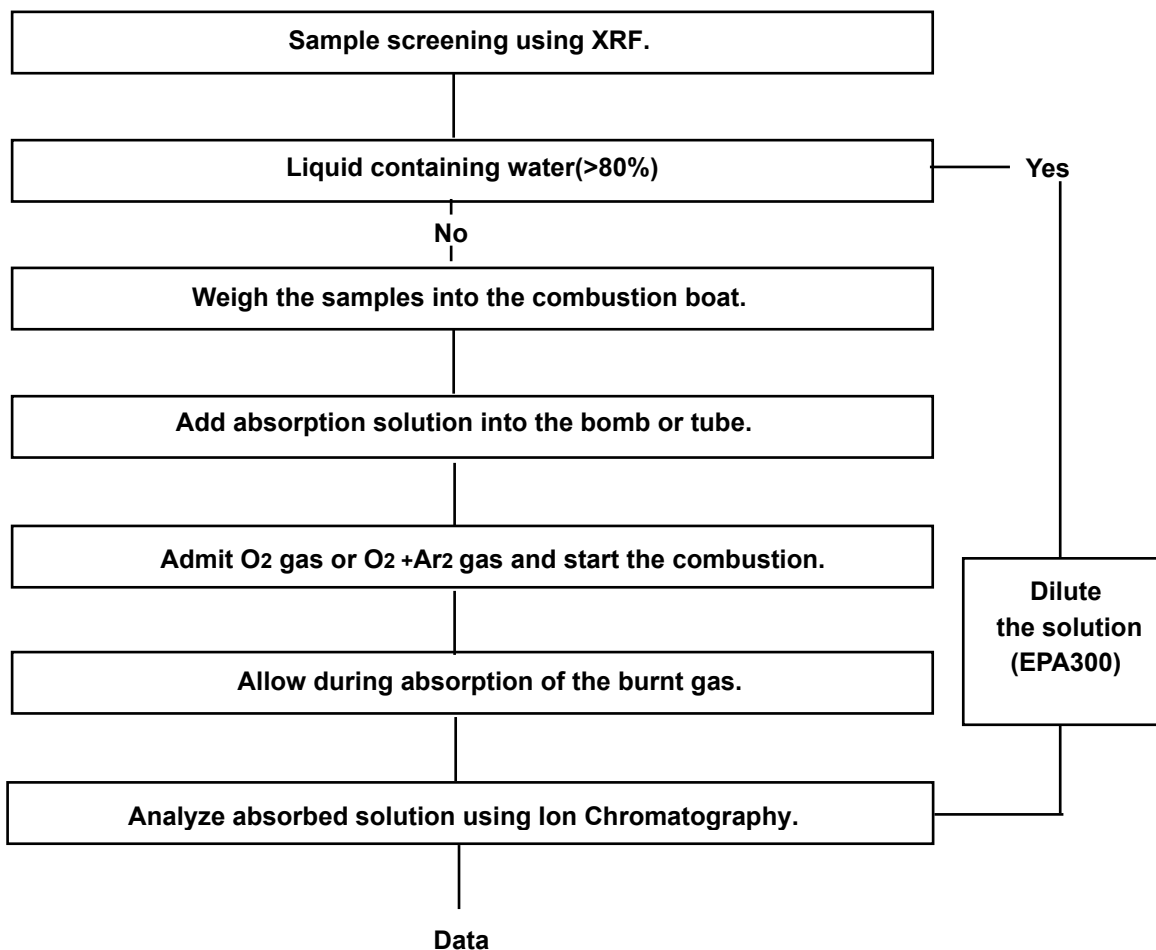 Sample screening using XRF.
Liquid containing water(>80%)
Yes
No
Weigh the samples into the combustion boat.
Add absorption solution into the bomb or tube.
Admit O2 gas or O2 +Ar2 gas and start the combustion.
Dilute
the solution
(EPA300)
Allow during absorption of the burnt gas.
Analyze absorbed solution using Ion Chromatography.
Data